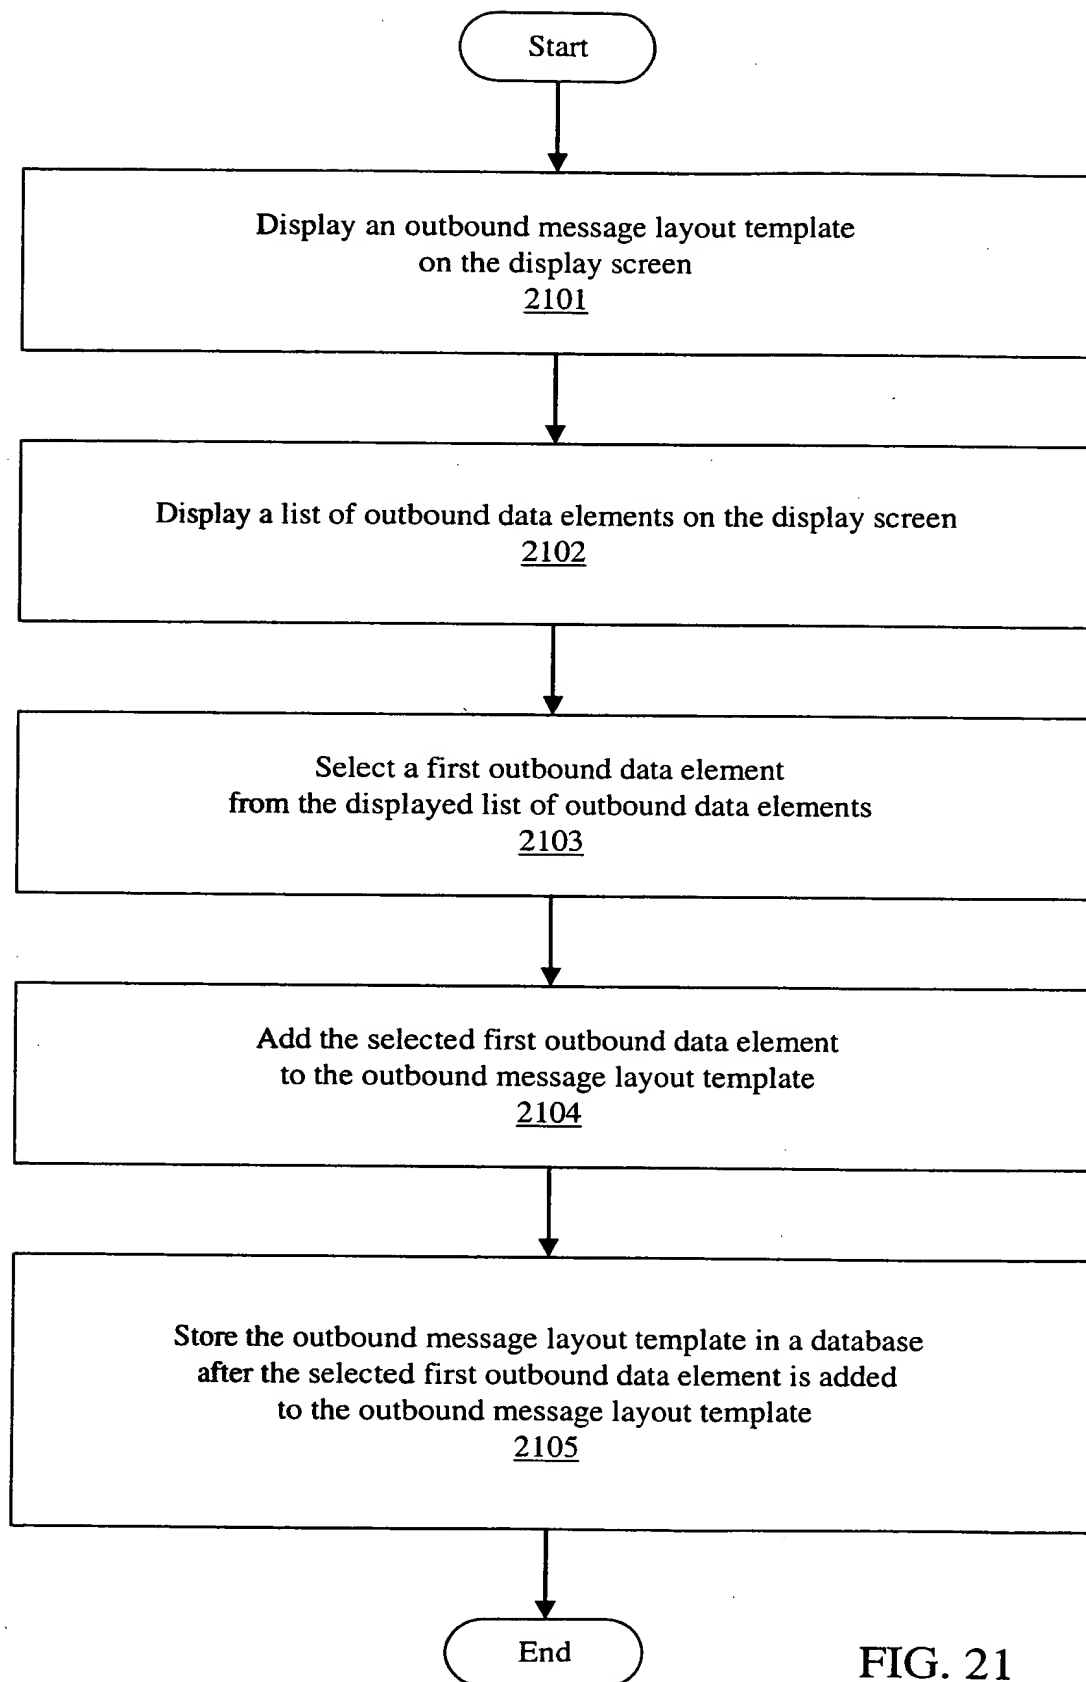 Start
Display an outbound message layout template
on the display screen
2101
Display a list of outbound data elements on the display screen
2102
Select a first outbound data element
from the displayed list of outbound data elements
2103
Add the selected first outbound data element
to the outbound message layout template
2104
Store the outbound message layout template in a database
after the selected first outbound data element is added
to the outbound message layout template
2105
End
FIG. 21